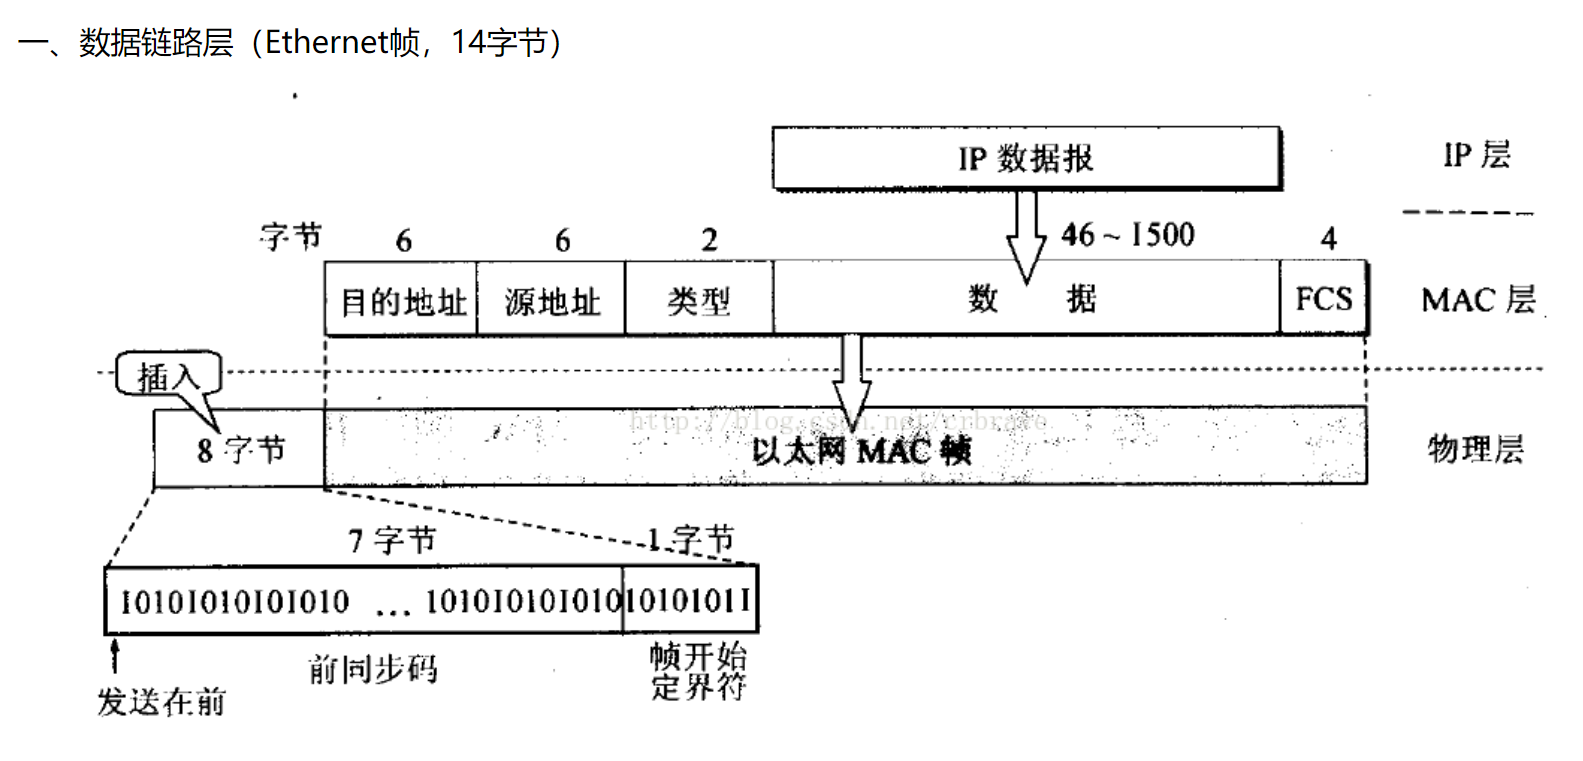 一、数据链路层（Ethernet帧，14字节）
IP 数据报
IP 层
字节
6
6
2
46 ~ 1500
4
目的地址
源地址
类型
数 据
FCS
MAC 层
插入
http://blog.csdn.net/crbrave
8 字节
以太网 MAC 帧
物理层
7 字节
1 字节
10101010101010 ... 101010101010
10101011
前同步码
帧开始
定界符
发送在前